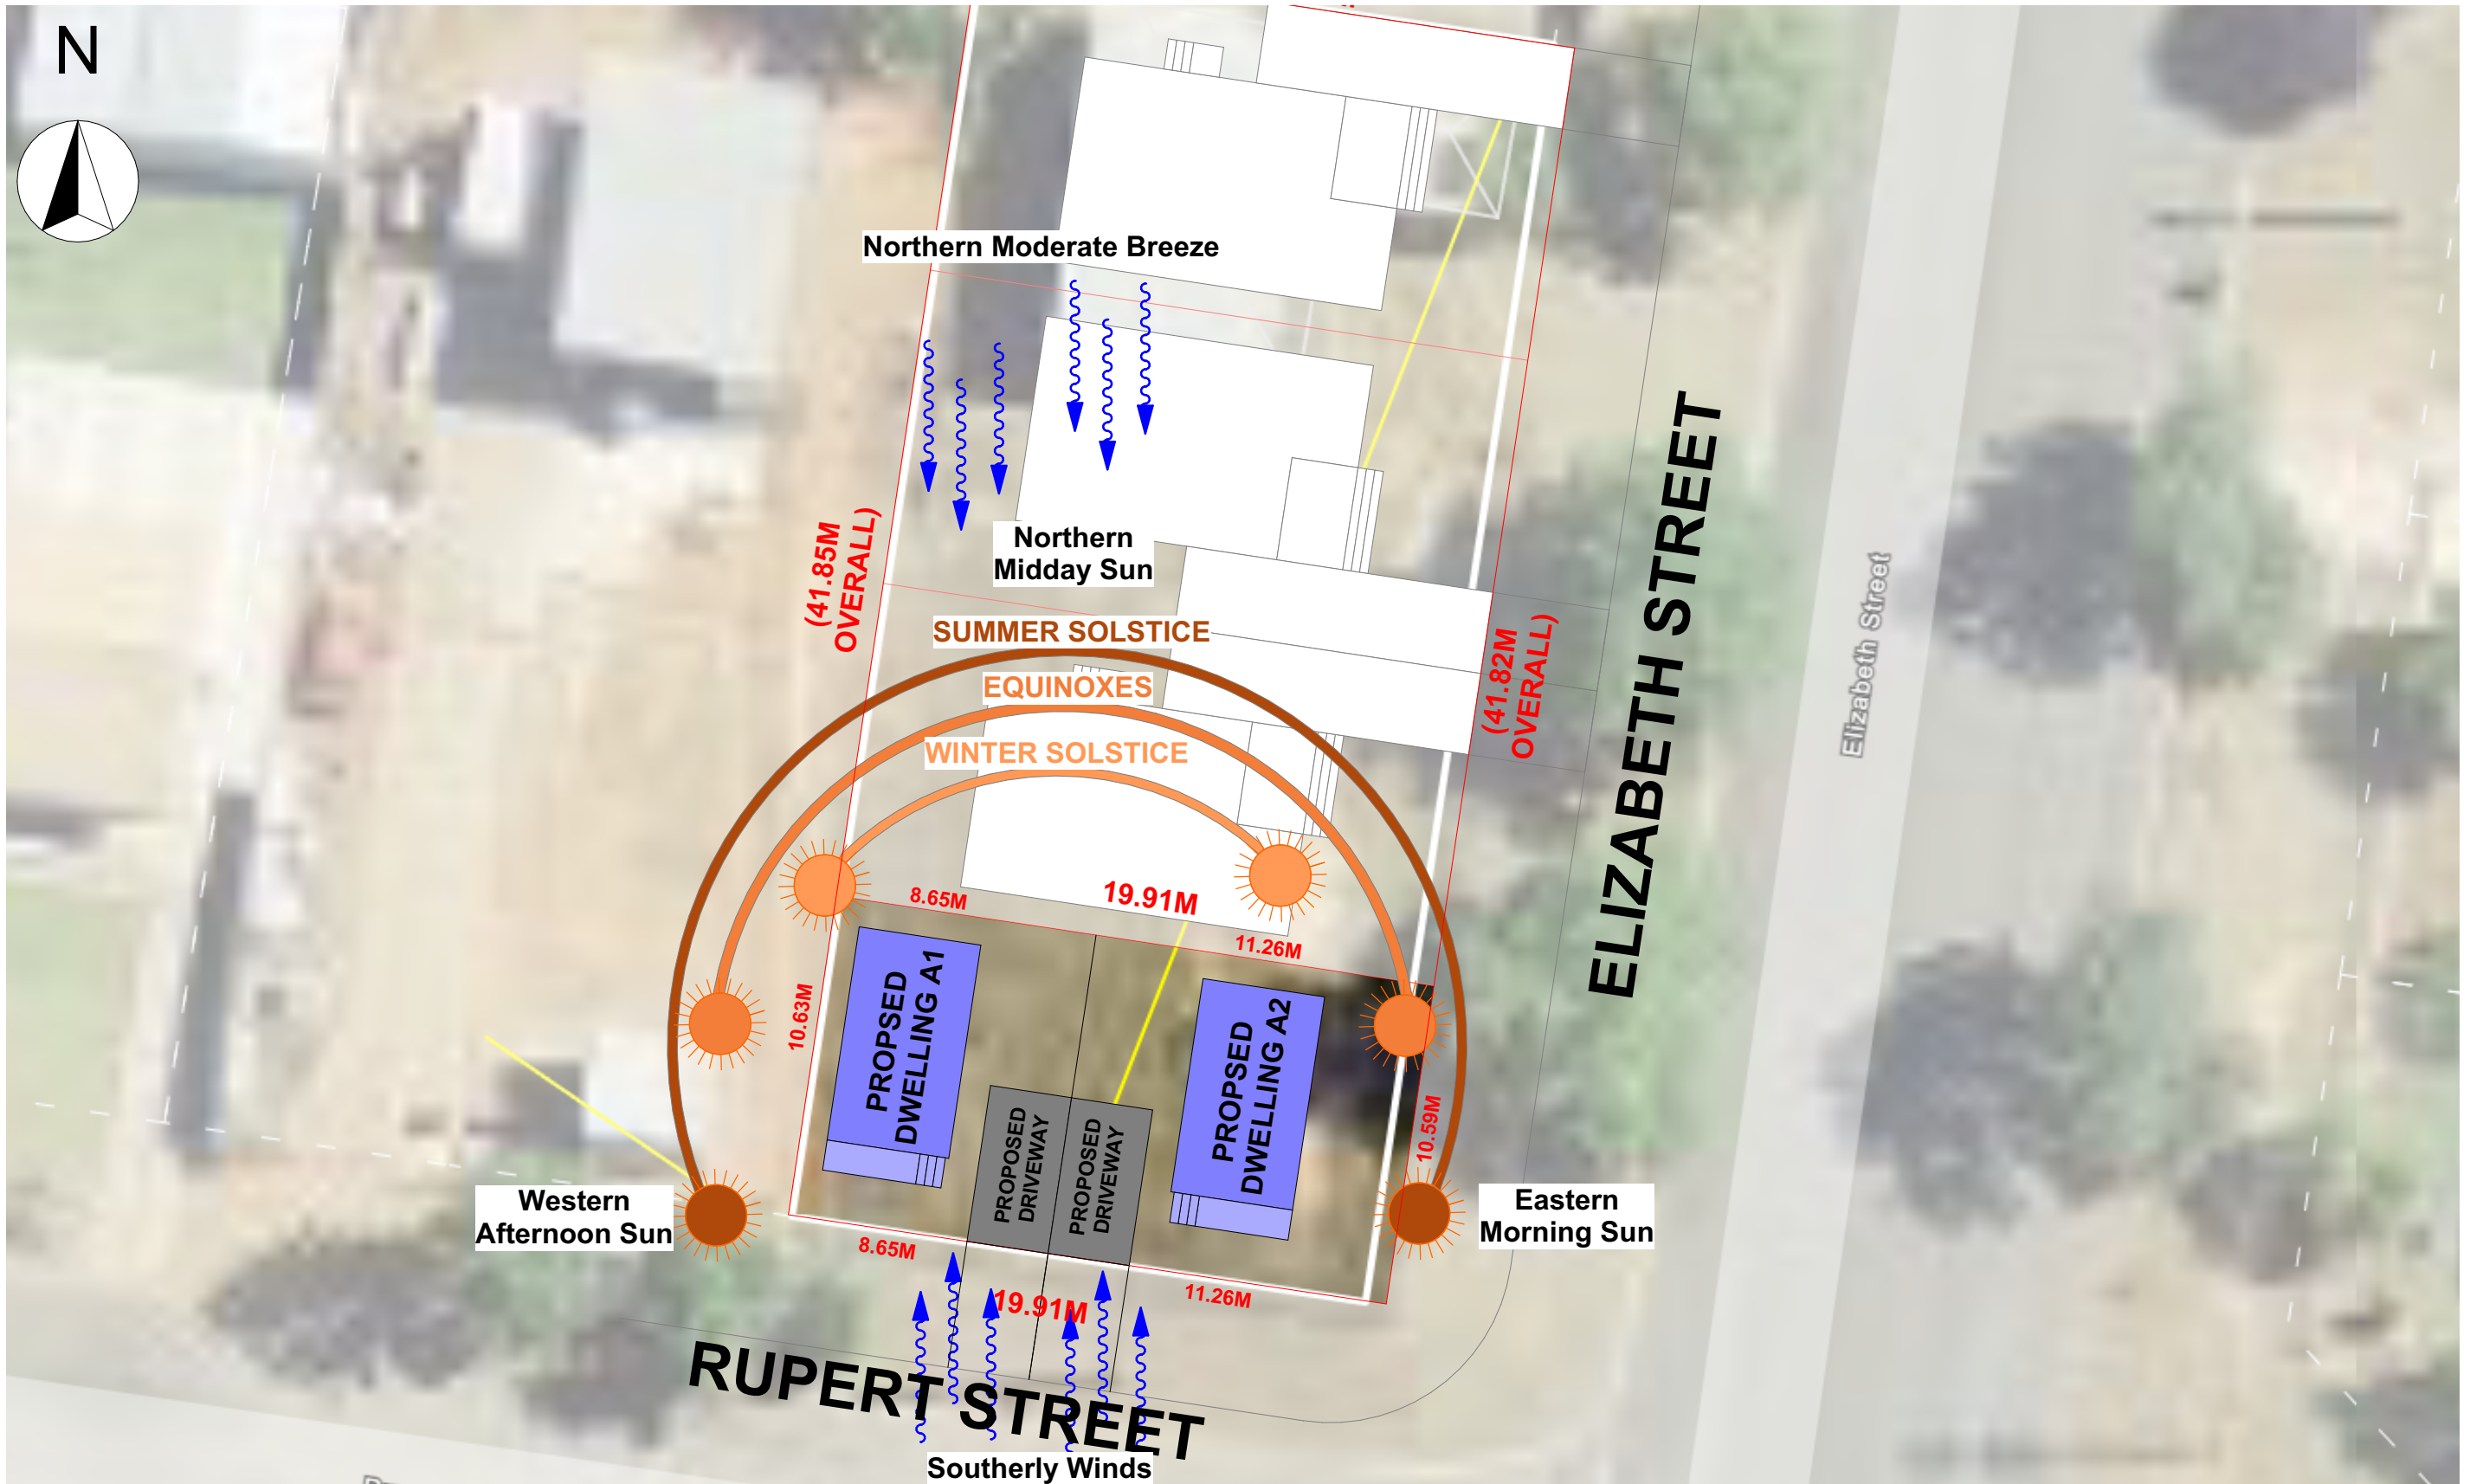 N
Northern Moderate Breeze
Northern
Midday Sun
(41.85M
OVERALL)
SUMMER SOLSTICE
EQUINOXES
WINTER SOLSTICE
(41.82M
OVERALL)
ELIZABETH STREET
Elizabeth Street
8.65M
19.91M
11.26M
10.63M
PROPSED
DWELLING A1
PROPSED
DWELLING A2
10.59M
PROPOSED
DRIVEWAY
PROPOSED
DRIVEWAY
Western
Afternoon Sun
Eastern
Morning Sun
8.65M
19.91M
11.26M
RUPERT STREET
Southerly Winds